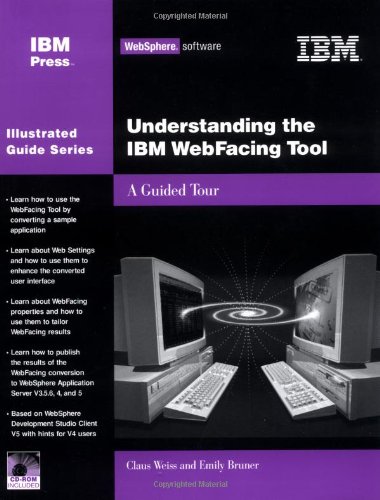 Copyrighted Material
IBM
Press™
WebSphere® software
IBM®
Illustrated
Guide Series
Understanding the
IBM WebFacing Tool
A Guided Tour
• Learn how to use the
WebFacing Tool by
converting a sample
application
• Learn about Web Settings
and how to use them to
enhance the converted
user interface
• Learn about WebFacing
properties and how to
use them to tailor
WebFacing results
• Learn how to publish
the results of the
WebFacing conversion
to WebSphere Application
Server V3.5.6, 4, and 5
• Based on WebSphere
Development Studio Client
V5 with hints for V4 users
CD-ROM
INCLUDED
Claus Weiss and Emily Bruner
Copyrighted Material